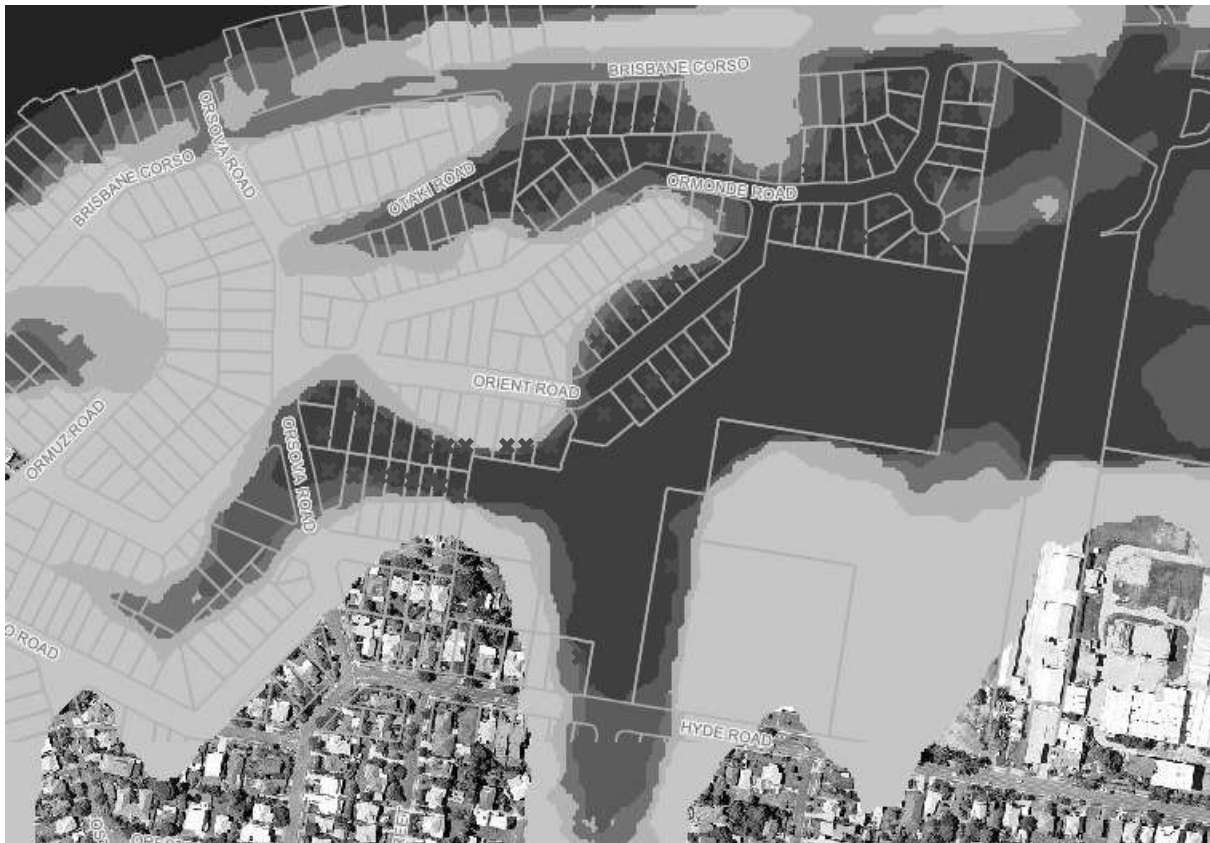 BRISBANE CORSO
ORSOVA ROAD
BRISBANE CORSO
OTAKI ROAD
ORMONDE ROAD
ORIENT ROAD
ORMUZ ROAD
ORSOVA ROAD
O ROAD
HYDE ROAD